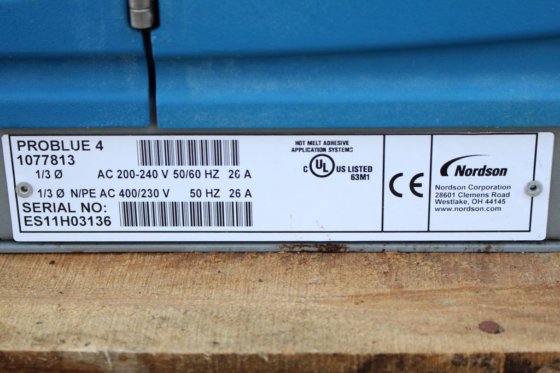 PROBLUE 4
1077813
1/3 Ø AC 200-240 V 50/60 HZ 26 A
1/3 Ø N/PE AC 400/230 V 50 HZ 26 A
SERIAL NO:
ES11H03136
HOT MELT ADHESIVE
APPLICATION SYSTEMS
C UL US LISTED
63M1
CE
Nordson
Nordson Corporation
28601 Clemens Road
Westlake, OH 44145
www.nordson.com